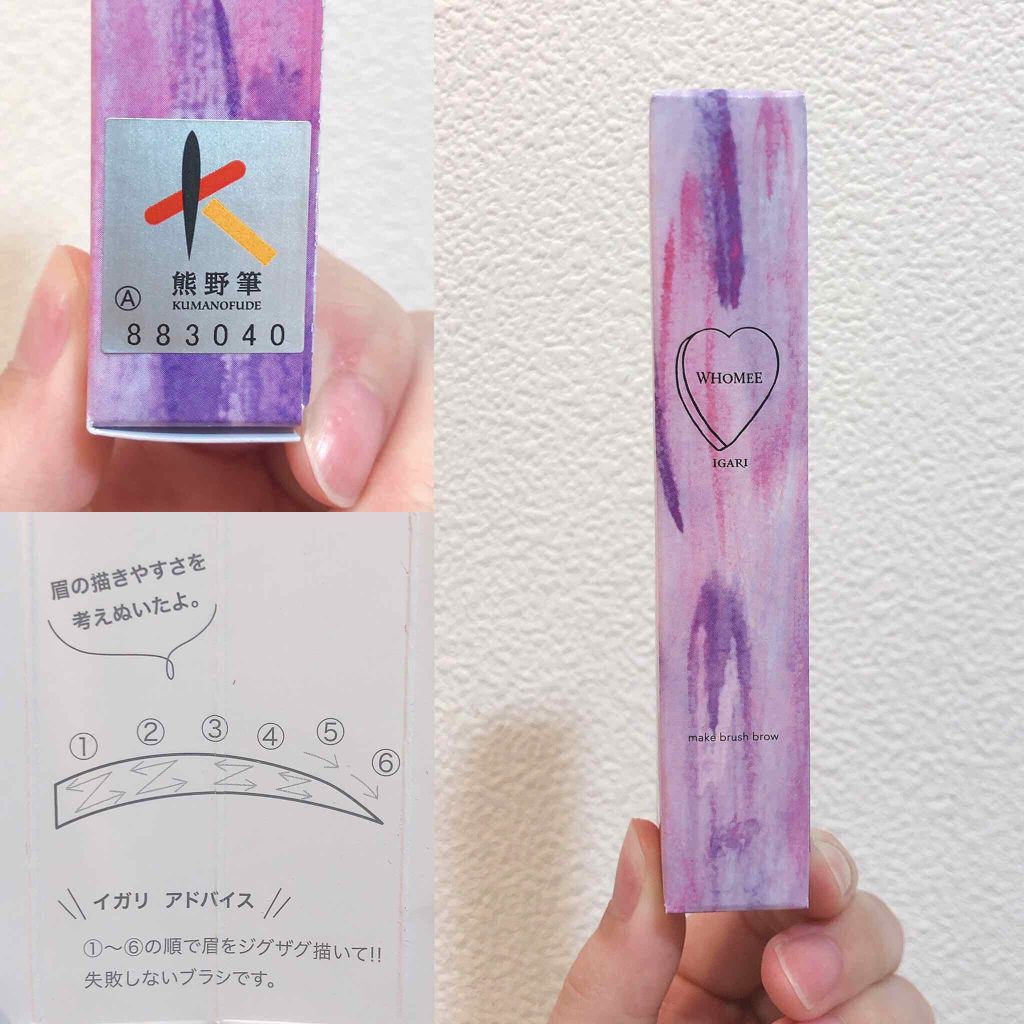 熊野筆
KUMANOFUDE
Ⓐ
883040
WHOMEE
IGARI
make brush brow
眉の描きやすさを
考えぬいたよ。
① ② ③ ④ ⑤ ⑥
イガリ アドバイス
①～⑥の順で眉をジグザグ描いて!!
失敗しないブラシです。